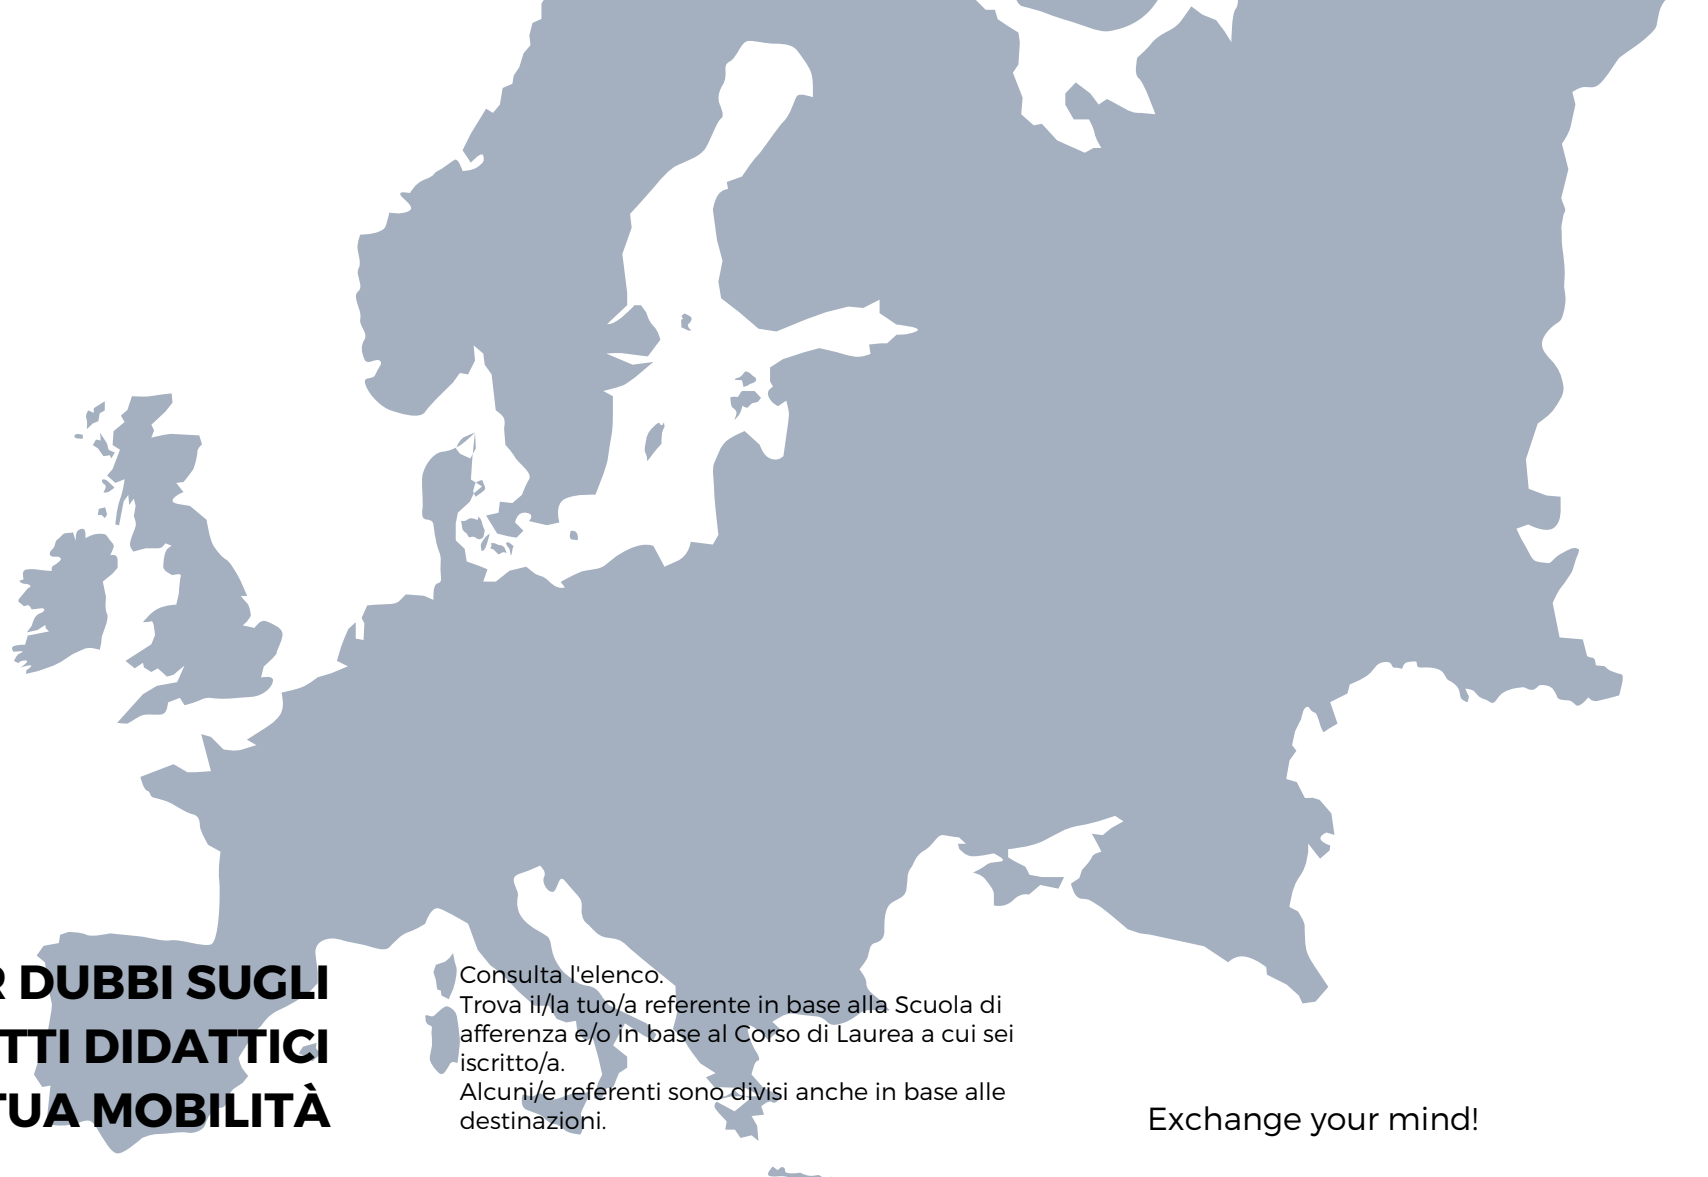 R DUBBI SUGLI
TTI DIDATTICI
TUA MOBILITÀ
Consulta l'elenco.
Trova il/la tuo/a referente in base alla Scuola di
afferenza e/o in base al Corso di Laurea a cui sei
iscritto/a.
Alcuni/e referenti sono divisi anche in base alle
destinazioni.
Exchange your mind!